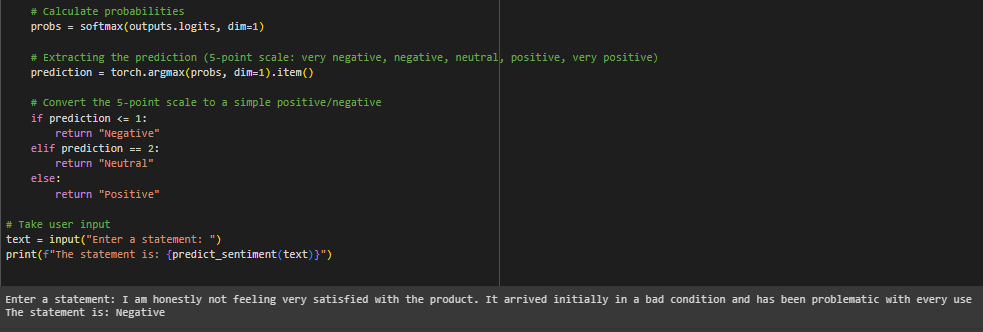 # Calculate probabilities
probs = softmax(outputs.logits, dim=1)
# Extracting the prediction (5-point scale: very negative, negative, neutral, positive, very positive)
prediction = torch.argmax(probs, dim=1).item()
# Convert the 5-point scale to a simple positive/negative
if prediction <= 1:
return "Negative"
elif prediction == 2:
return "Neutral"
else:
return "Positive"
# Take user input
text = input("Enter a statement: ")
print(f"The statement is: {predict_sentiment(text)}")
Enter a statement: I am honestly not feeling very satisfied with the product. It arrived initially in a bad condition and has been problematic with every use
The statement is: Negative